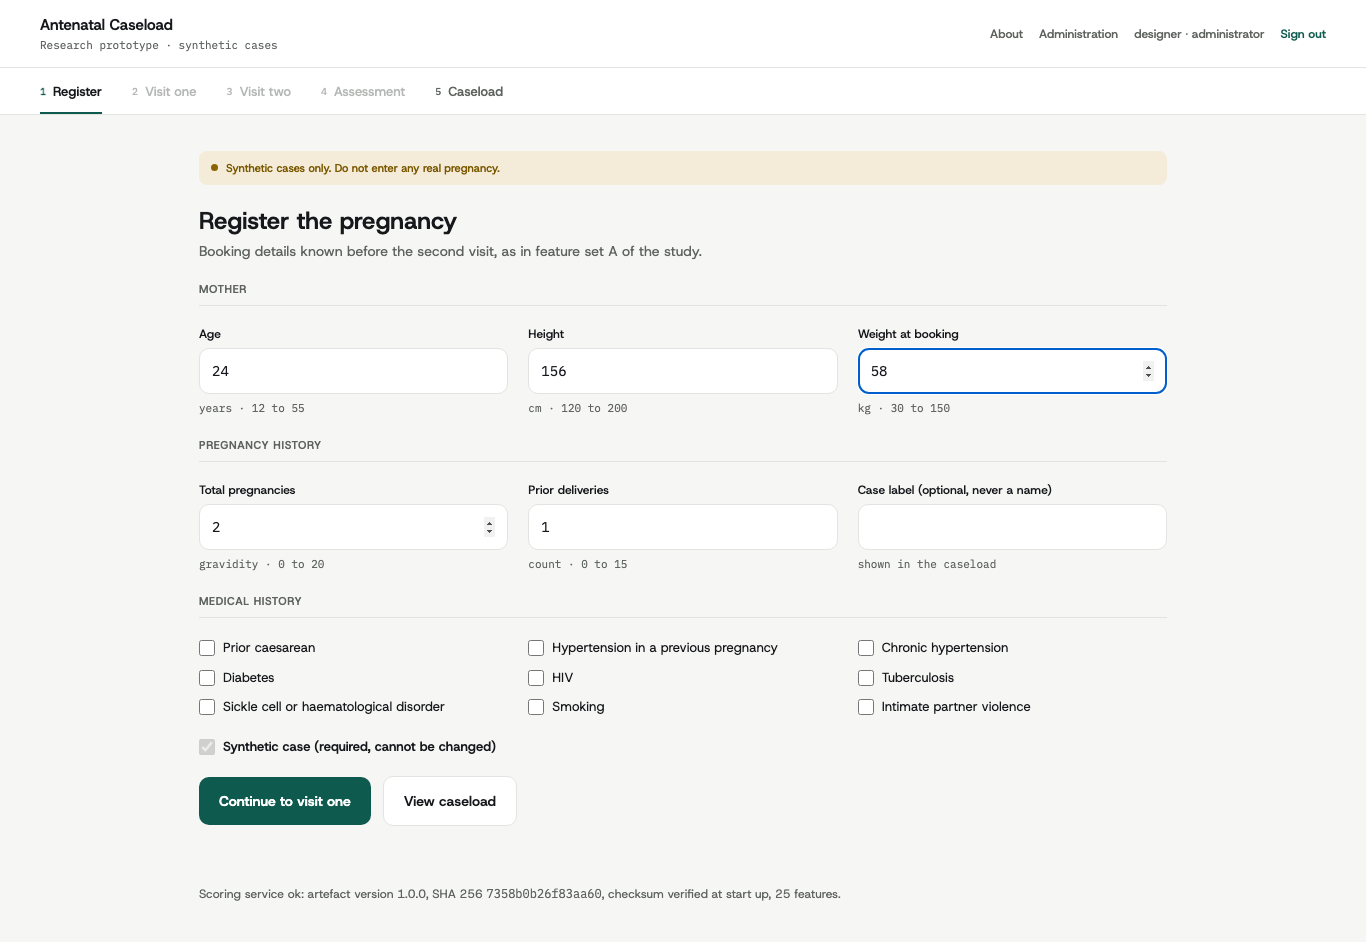 Antenatal Caseload
Research prototype · synthetic cases
About Administration designer · administrator Sign out
1 Register 2 Visit one 3 Visit two 4 Assessment 5 Caseload
Synthetic cases only. Do not enter any real pregnancy.
Register the pregnancy
Booking details known before the second visit, as in feature set A of the study.
MOTHER
Age Height Weight at booking
24 156 58
years · 12 to 55 cm · 120 to 200 kg · 30 to 150
PREGNANCY HISTORY
Total pregnancies Prior deliveries Case label (optional, never a name)
2 1
gravidity · 0 to 20 count · 0 to 15 shown in the caseload
MEDICAL HISTORY
Prior caesarean Hypertension in a previous pregnancy Chronic hypertension
Diabetes HIV Tuberculosis
Sickle cell or haematological disorder Smoking Intimate partner violence
Synthetic case (required, cannot be changed)
Continue to visit one View caseload
Scoring service ok: artefact version 1.0.0, SHA 256 7358b0b26f83aa60, checksum verified at start up, 25 features.